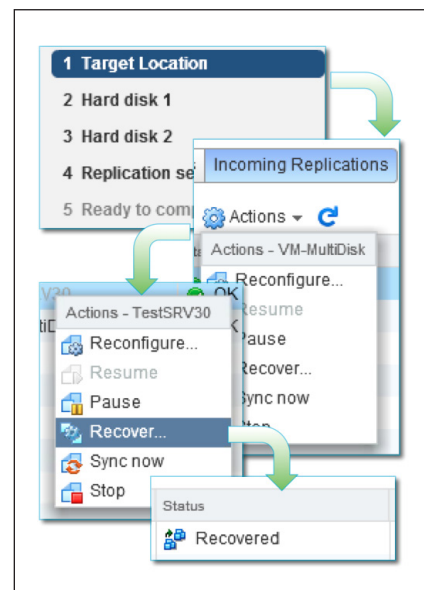 1 Target Location
2 Hard disk 1
3 Hard disk 2
4 Replication se
5 Ready to comp
Incoming Replications
Actions
Actions - VM-MultiDisk
Reconfigure...
Resume
Pause
Recover...
Sync now
OK
Actions - TestSRV30
Reconfigure...
Resume
Pause
Recover...
Sync now
Stop
Status
Recovered